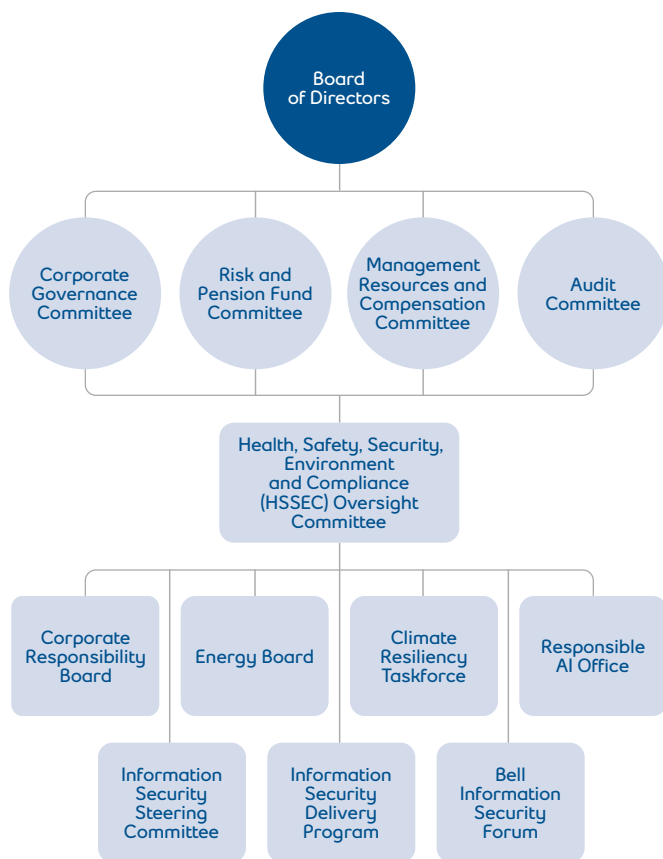 Board
of Directors
Corporate
Governance
Committee
Risk and
Pension Fund
Committee
Management
Resources and
Compensation
Committee
Audit
Committee
Health, Safety, Security,
Environment
and Compliance
(HSSEC) Oversight
Committee
Corporate
Responsibility
Board
Energy Board
Climate
Resiliency
Taskforce
Responsible
AI Office
Information
Security
Steering
Committee
Information
Security
Delivery
Program
Bell
Information
Security
Forum